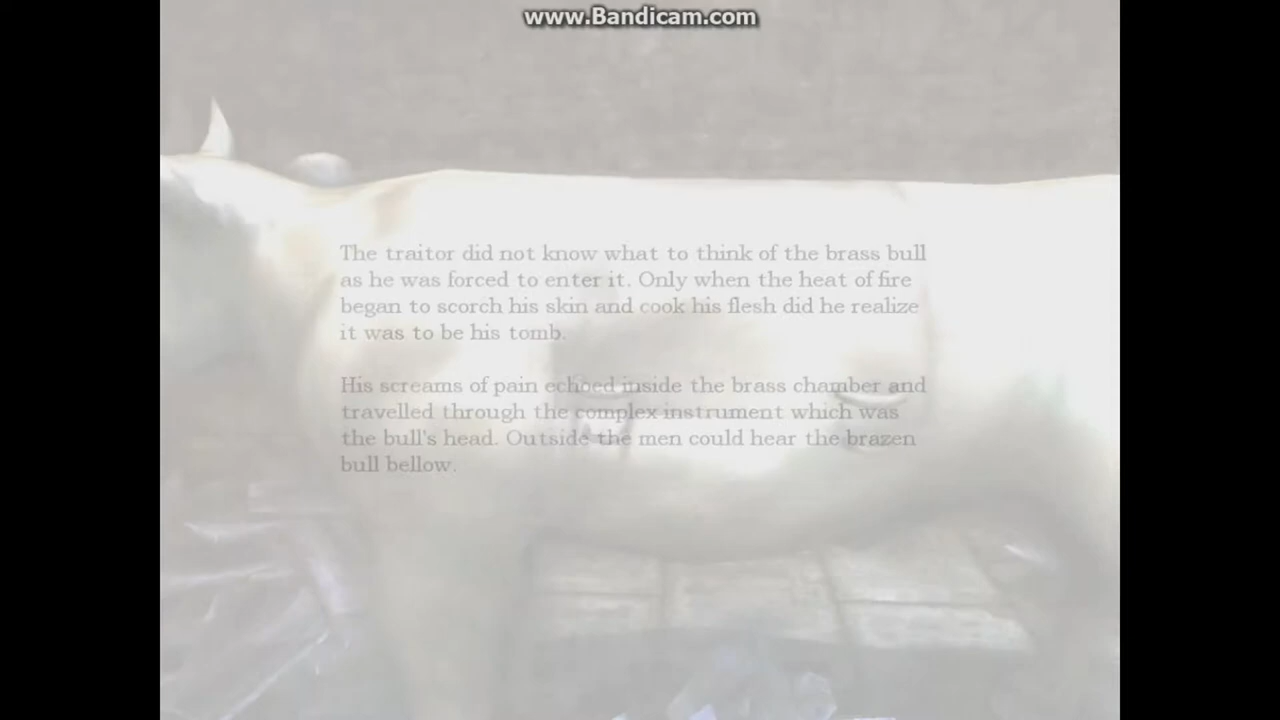 www.Bandicam.com
The traitor did not know what to think of the brass bull
as he was forced to enter it. Only when the heat of fire
began to scorch his skin and cook his flesh did he realize
it was to be his tomb.
His screams of pain echoed inside the brass chamber and
travelled through the complex instrument which was
the bull's head. Outside the men could hear the brazen
bull bellow.